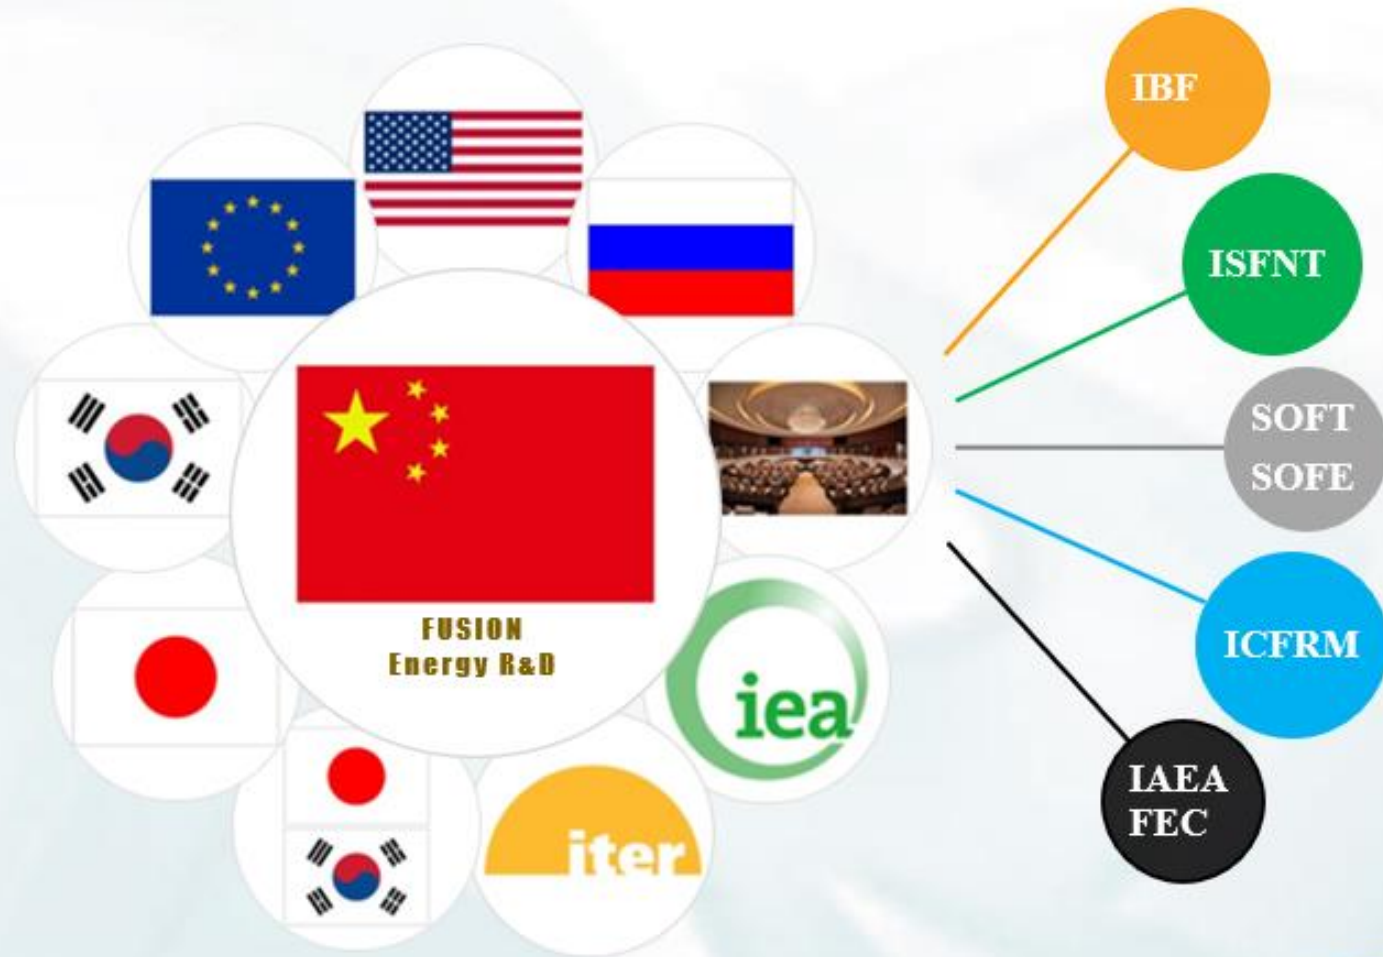 IBF
ISFNT
SOFT
SOFE
ICFRM
IAEA
FEC
FUSION
Energy R&D
iea
iter